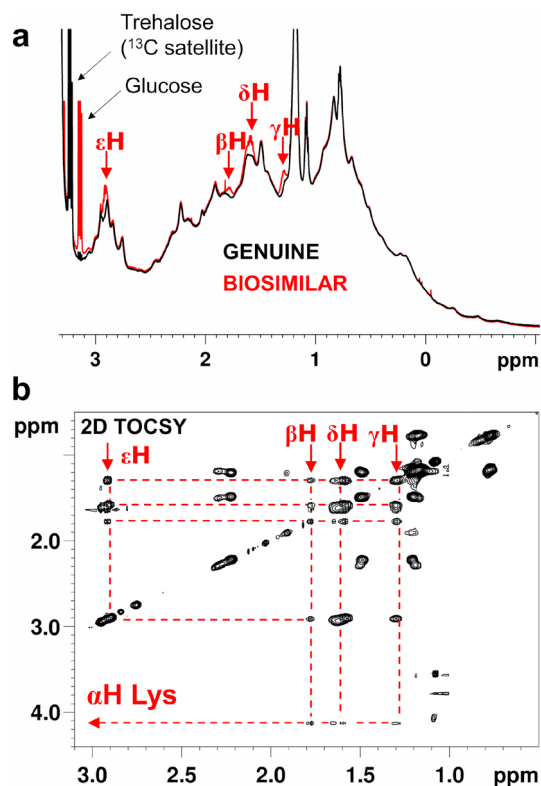 a
Trehalose
(¹³C satellite)
Glucose
εH
βH
δH
γH
GENUINE
BIOSIMILAR
3 2 1 0 ppm
b
ppm
2D TOCSY
εH
βH
δH
γH
2.0
3.0
αH Lys
4.0
3.0 2.0 1.5 1.0 ppm